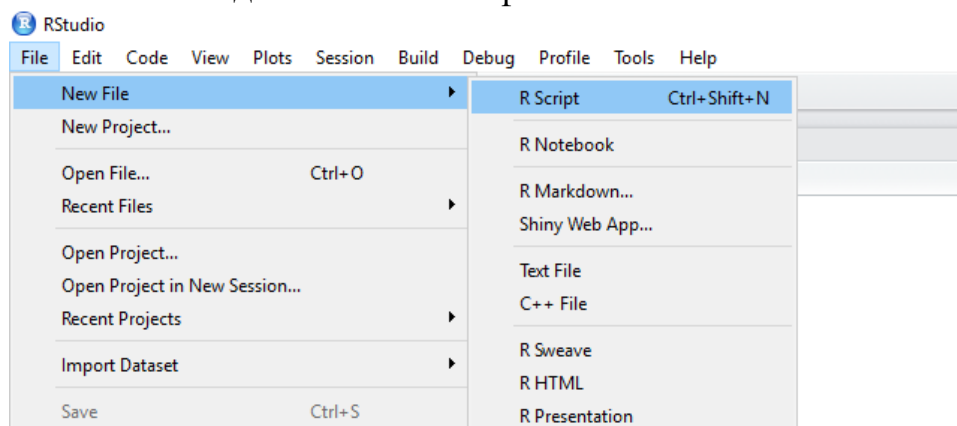 RStudio
File Edit Code View Plots Session Build Debug Profile Tools Help
New File
New Project...
Open File... Ctrl+O
Recent Files
Open Project...
Open Project in New Session...
Recent Projects
Import Dataset
Save Ctrl+S
R Script Ctrl+Shift+N
R Notebook
R Markdown...
Shiny Web App...
Text File
C++ File
R Sweave
R HTML
R Presentation